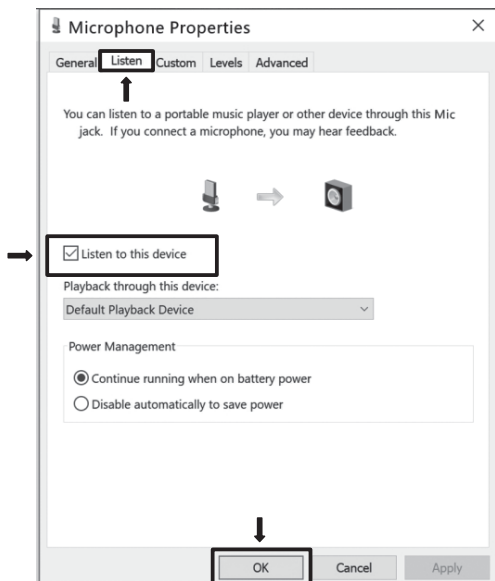 Microphone Properties
General Listen Custom Levels Advanced
You can listen to a portable music player or other device through this Mic
jack. If you connect a microphone, you may hear feedback.
Listen to this device
Playback through this device:
Default Playback Device
Power Management
Continue running when on battery power
Disable automatically to save power
OK Cancel Apply